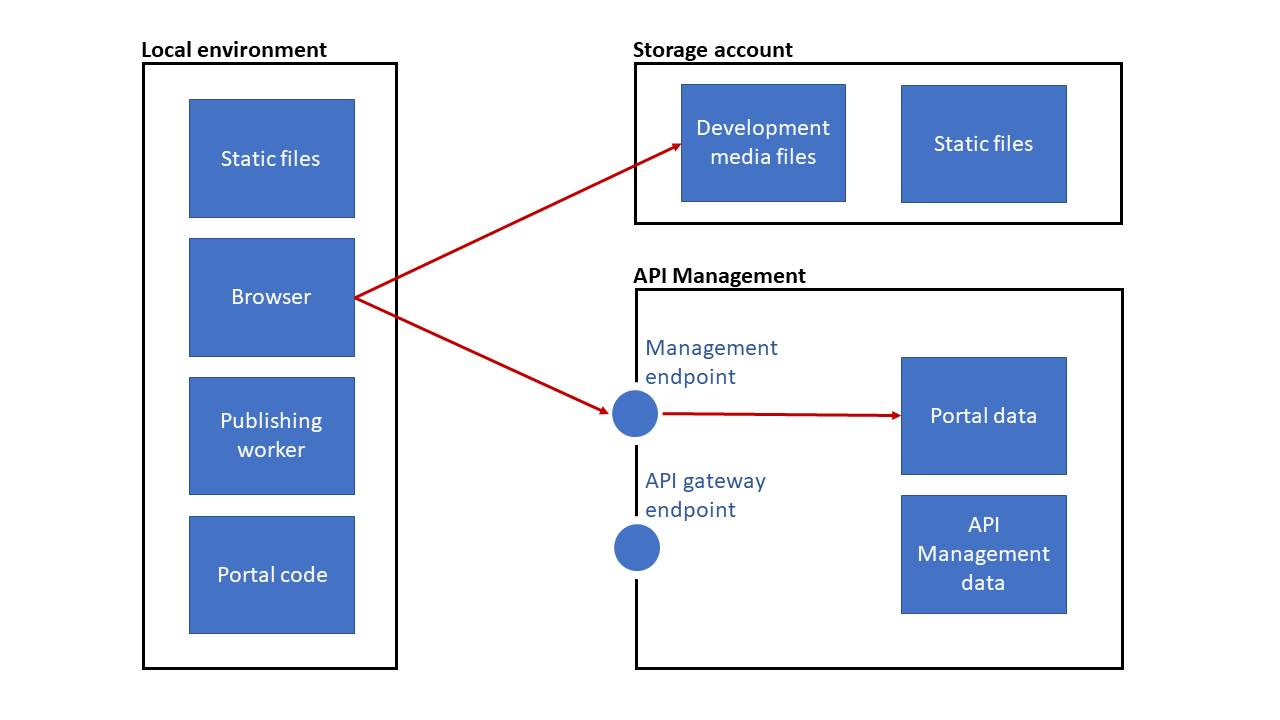 Local environment
Static files
Browser
Publishing
worker
Portal code
Storage account
Development
media files
Static files
API Management
Management
endpoint
API gateway
endpoint
Portal data
API
Management
data